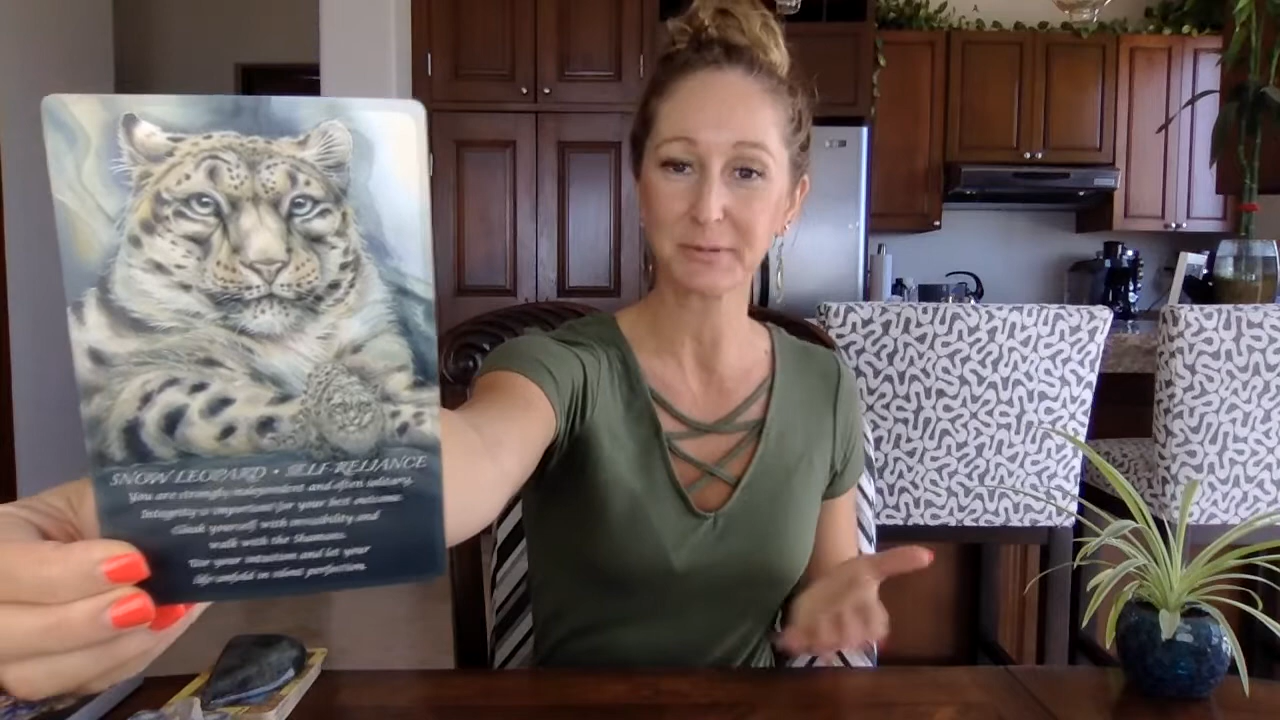 SNOW LEOPARD • SELF RELIANCE
You are strongly independent and often solitary.
Integrity is important for your best outcome.
Cloak yourself with invisibility and
walk with the Shamans.
Use your intuition and let your
life unfold in silent perfection.